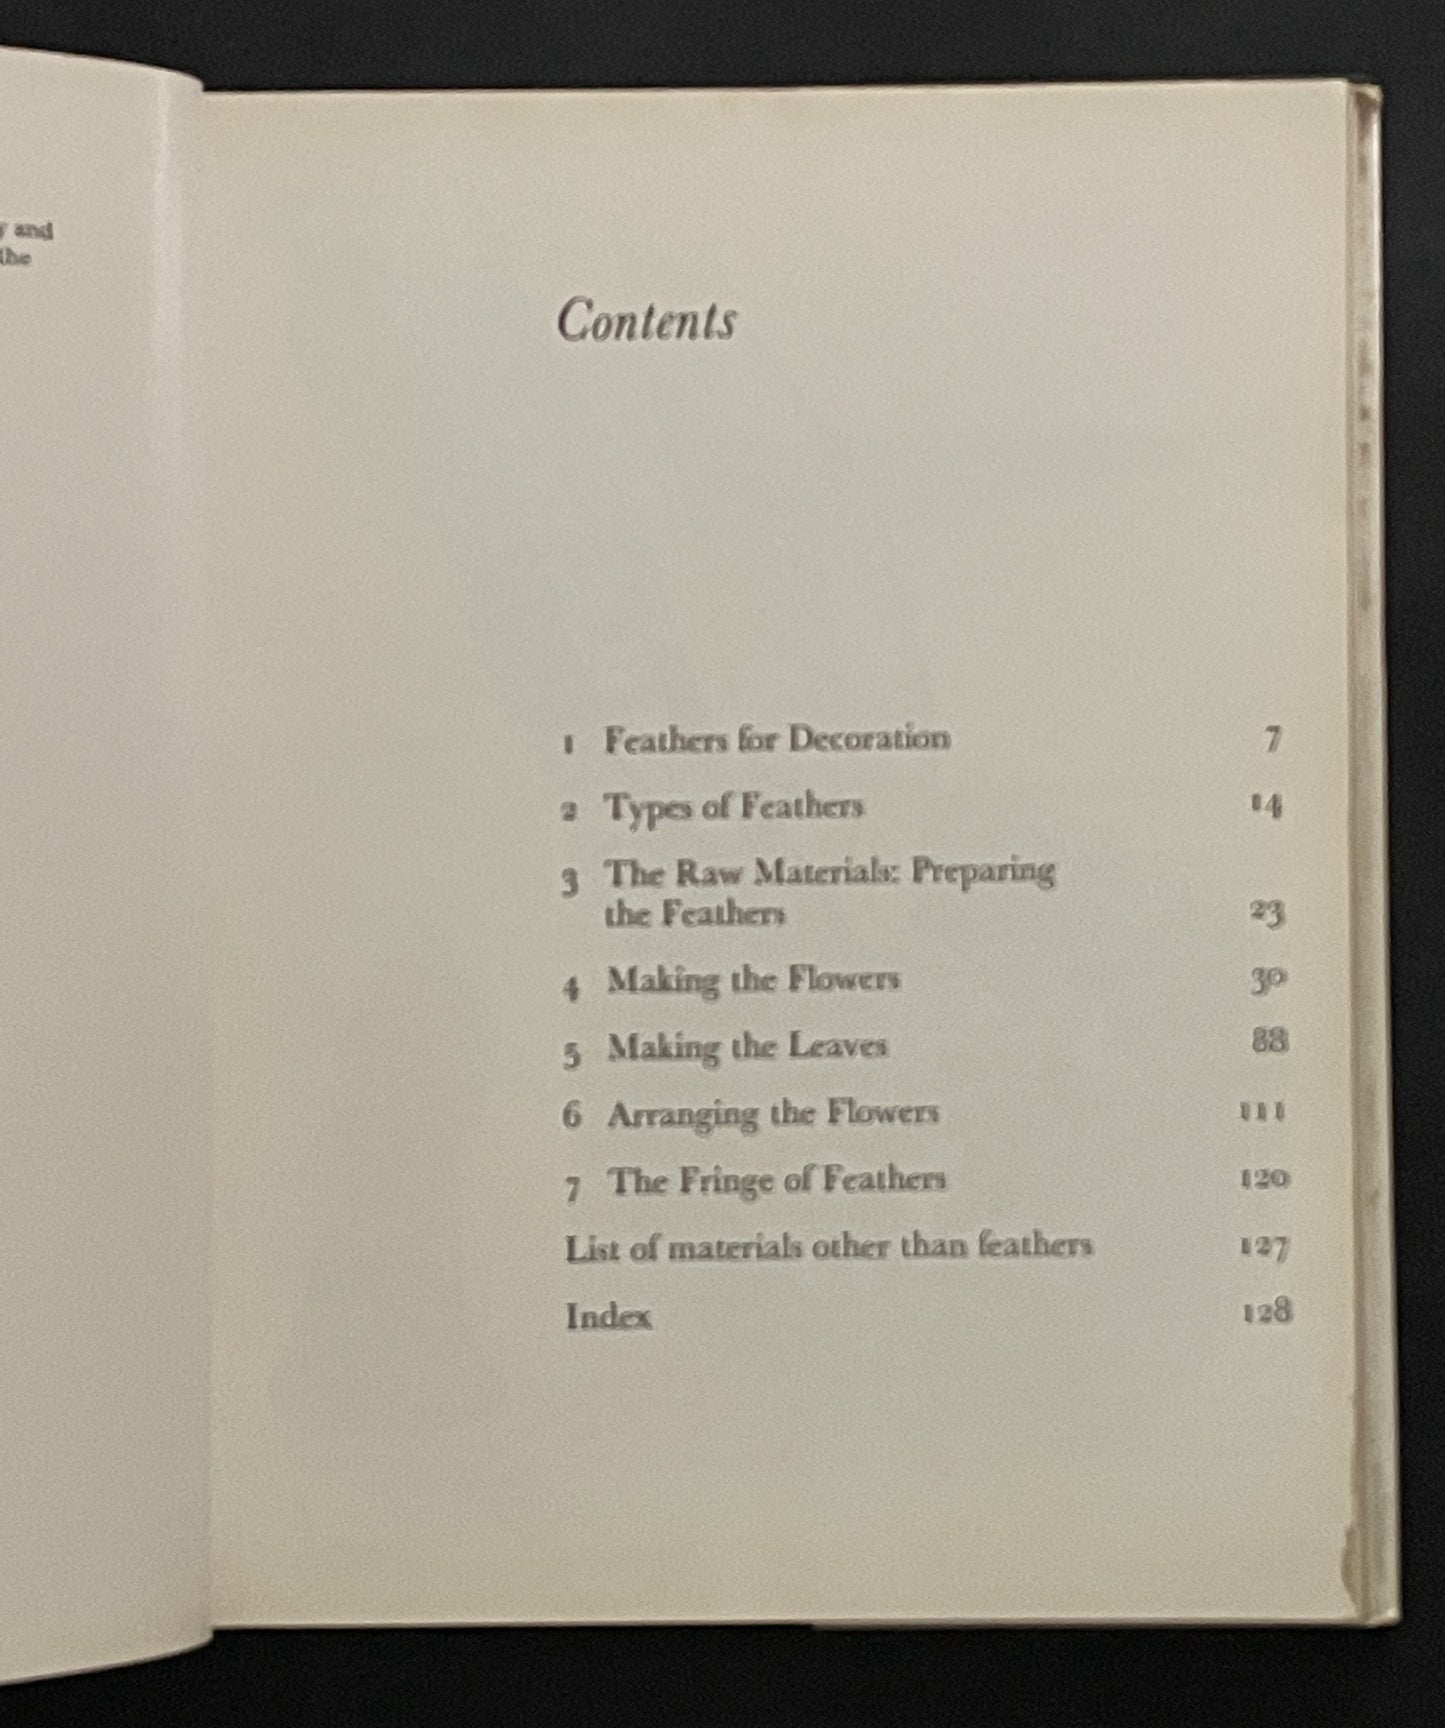 and
the
Contents
1 Feathers for Decoration 7
2 Types of Feathers 14
3 The Raw Materials: Preparing
the Feathers 23
4 Making the Flowers 30
5 Making the Leaves 88
6 Arranging the Flowers 111
7 The Fringe of Feathers 120
List of materials other than feathers 127
Index 128